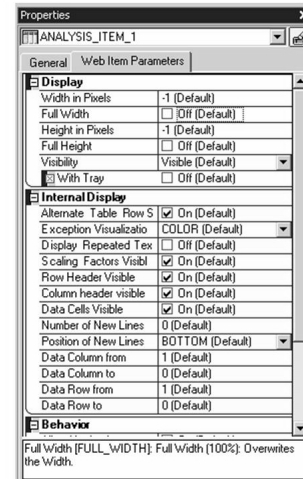 Properties
ANALYSIS_ITEM_1
General Web Item Parameters
Display
Width in Pixels -1 (Default)
Full Width Off (Default)
Height in Pixels -1 (Default)
Full Height Off (Default)
Visibility Visible (Default)
With Tray Off (Default)
Internal Display
Alternate Table Row S On (Default)
Exception Visualizatio COLOR (Default)
Display Repeated Tex Off (Default)
Scaling Factors Visibl On (Default)
Row Header Visible On (Default)
Column header visible On (Default)
Data Cells Visible On (Default)
Number of New Lines 0 (Default)
Position of New Lines BOTTOM (Default)
Data Column from 1 (Default)
Data Column to 0 (Default)
Data Row from 1 (Default)
Data Row to 0 (Default)
Behavior
Full Width [FULL_WIDTH]: Full Width (100%): Overwrites
the Width.